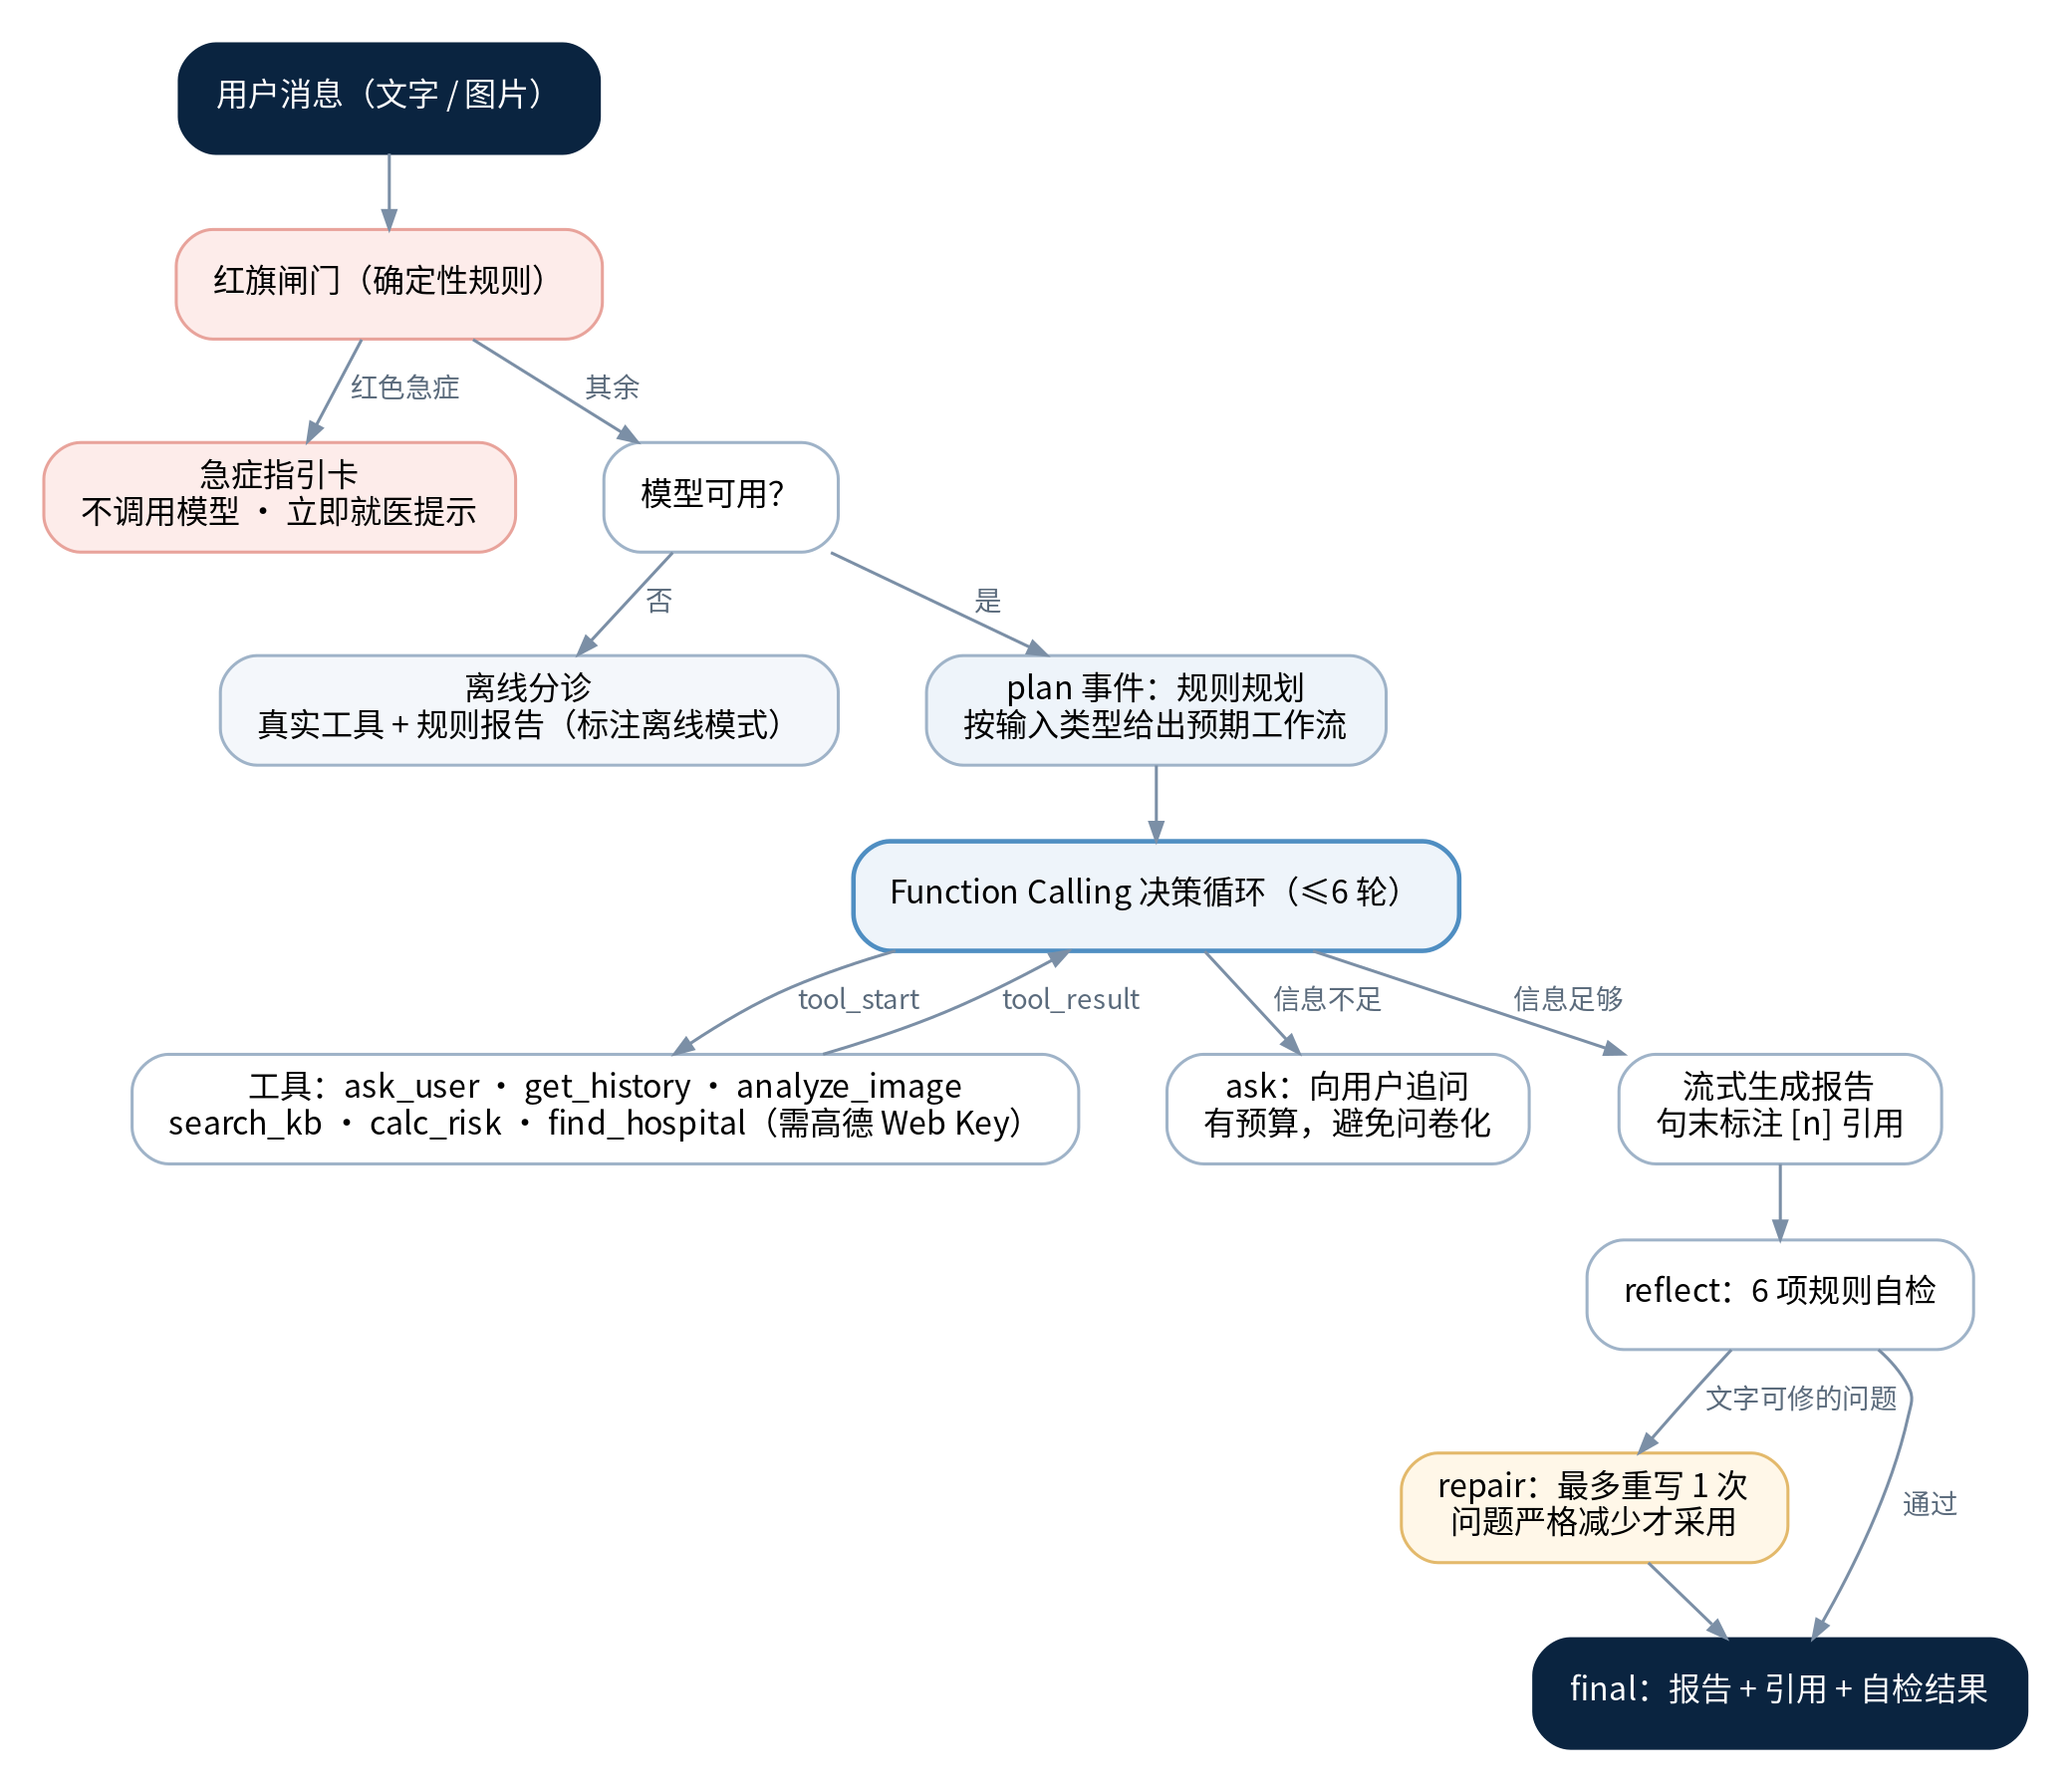 用户消息（文字 / 图片）
红旗闸门（确定性规则）
红色急症
其余
急症指引卡
不调用模型 · 立即就医提示
模型可用？
否
是
离线分诊
真实工具 + 规则报告（标注离线模式）
plan 事件：规则规划
按输入类型给出预期工作流
Function Calling 决策循环（≤6 轮）
tool_start
tool_result
信息不足
信息足够
工具：ask_user · get_history · analyze_image
search_kb · calc_risk · find_hospital（需高德 Web Key）
ask：向用户追问
有预算，避免问卷化
流式生成报告
句末标注 [n] 引用
reflect：6 项规则自检
文字可修的问题
通过
repair：最多重写 1 次
问题严格减少才采用
final：报告 + 引用 + 自检结果